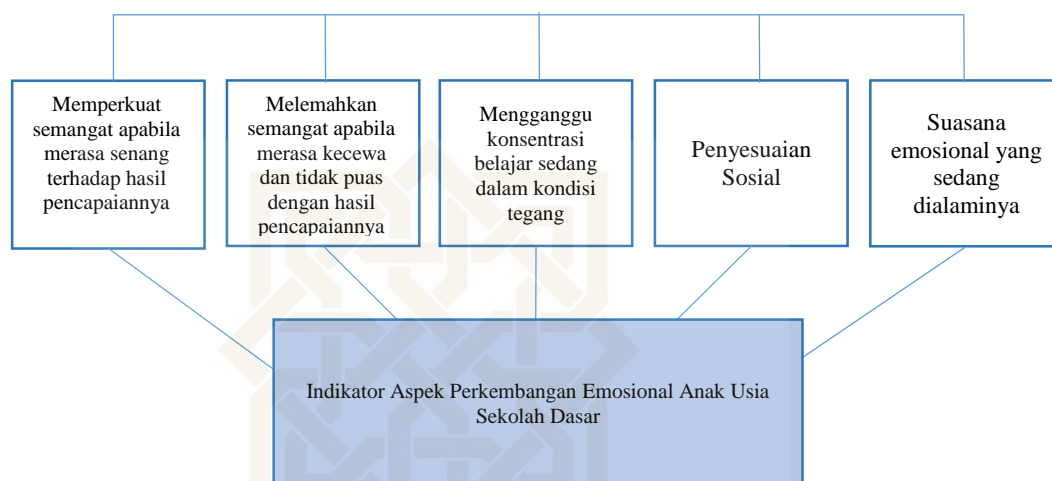 Memperkuat
semangat apabila
merasa senang
terhadap hasil
pencapaiannya
Melemahkan
semangat apabila
merasa kecewa
dan tidak puas
dengan hasil
pencapaiannya
Mengganggu
konsentrasi
belajar sedang
dalam kondisi
tegang
Penyesuaian
Sosial
Suasana
emosional yang
sedang
dialaminya
Indikator Aspek Perkembangan Emosional Anak Usia
Sekolah Dasar